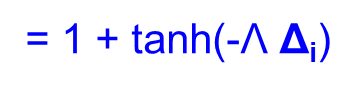 = 1 + tanh(-Λ Δᵢ)